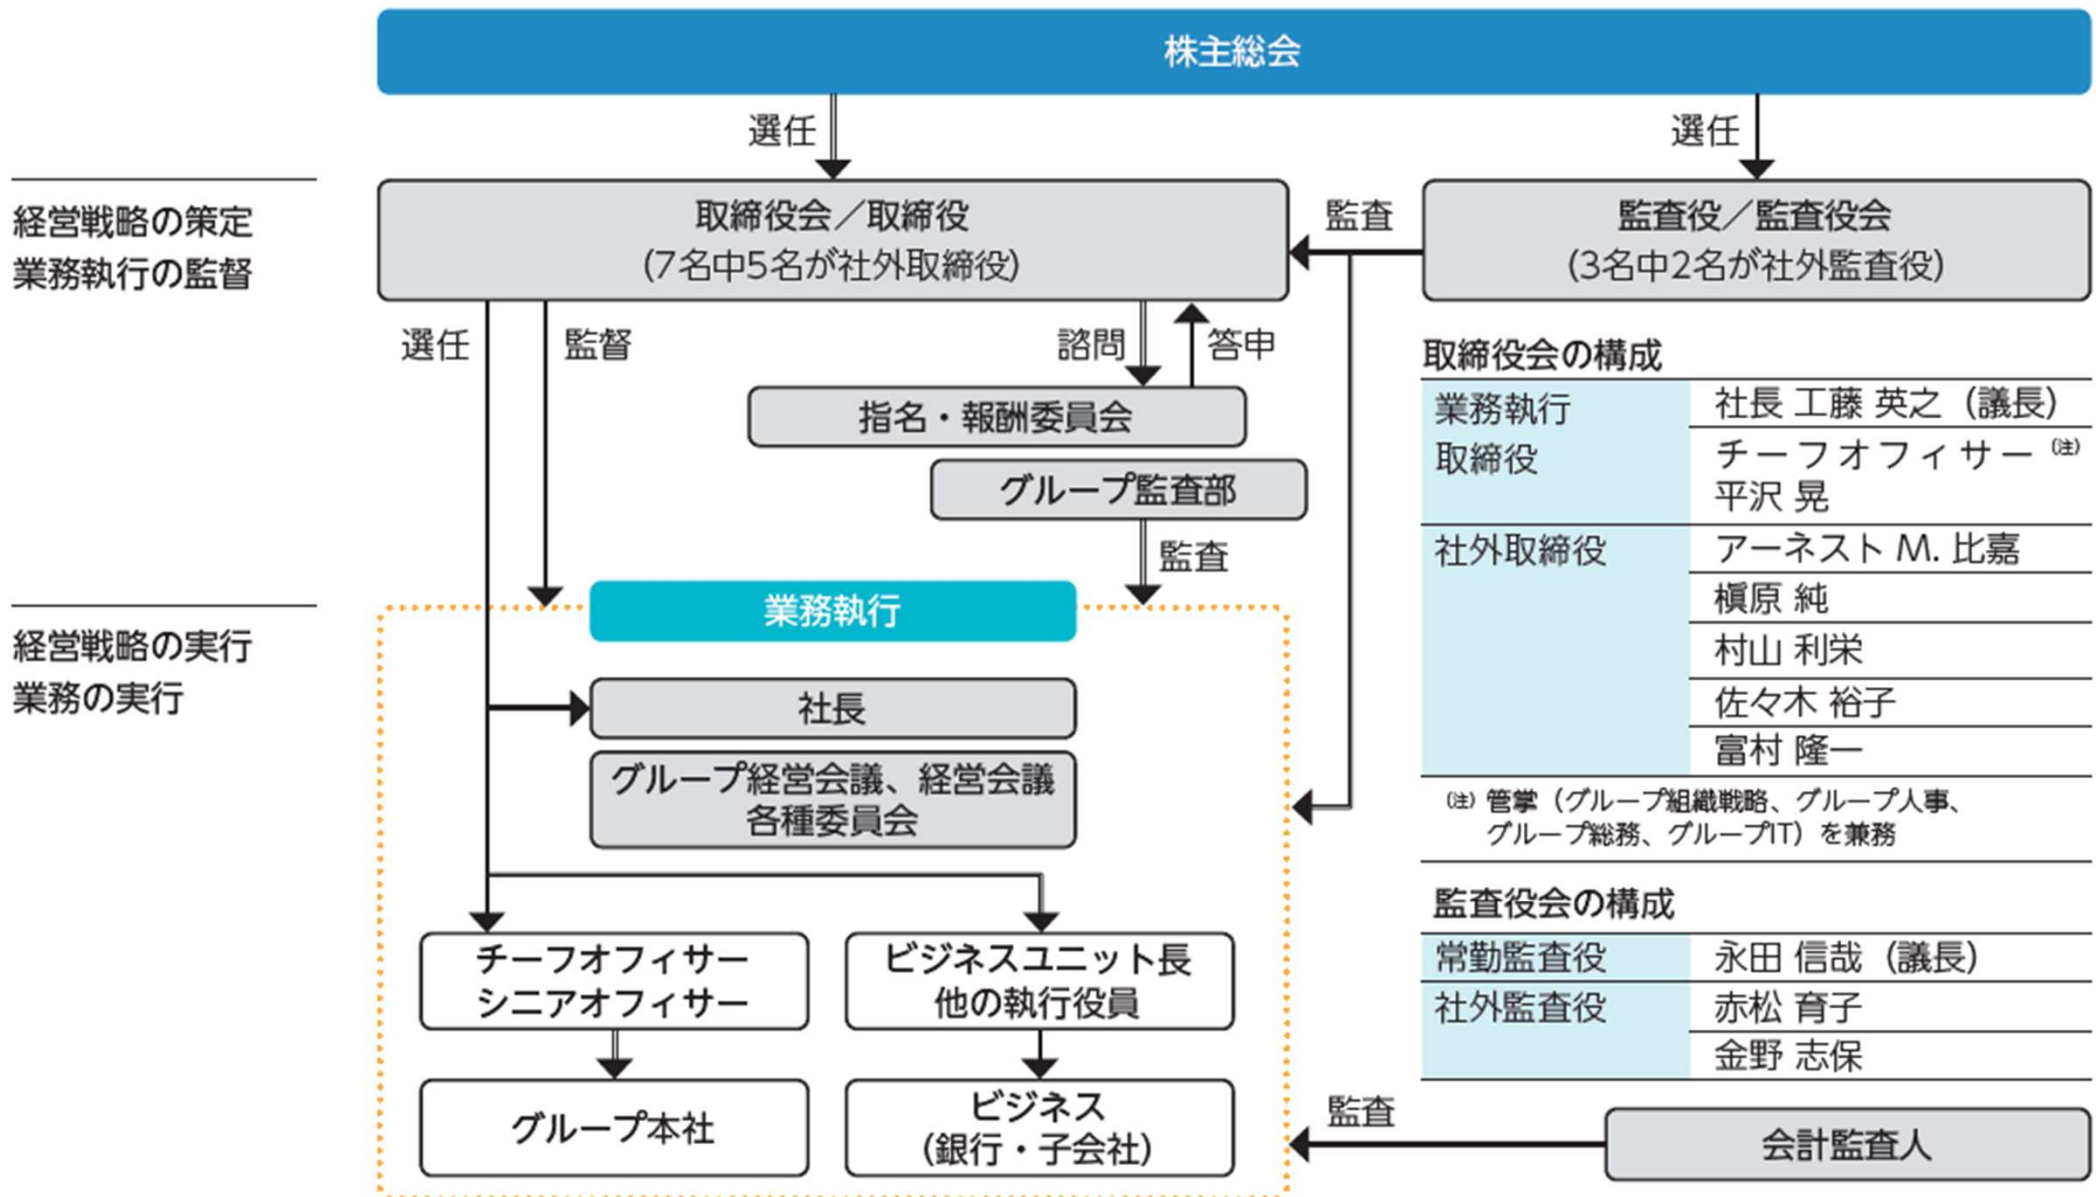 株主総会
選任
選任
経営戦略の策定
業務執行の監督
取締役会／取締役
(7名中5名が社外取締役)
監査
監査役／監査役会
(3名中2名が社外監査役)
選任
監督
諮問
答申
指名・報酬委員会
グループ監査部
監査
経営戦略の実行
業務の実行
業務執行
社長
グループ経営会議、経営会議
各種委員会
チーフオフィサー
シニアオフィサー
ビジネスユニット長
他の執行役員
グループ本社
ビジネス
(銀行・子会社)
取締役会の構成
業務執行
取締役
社長 工藤 英之（議長）
チーフオフィサー（注）
平沢 晃
社外取締役
アーネスト M. 比嘉
槇原 純
村山 利栄
佐々木 裕子
富村 隆一
（注）管掌（グループ組織戦略、グループ人事、
グループ総務、グループIT）を兼務
監査役会の構成
常勤監査役
永田 信哉（議長）
社外監査役
赤松 育子
金野 志保
監査
会計監査人